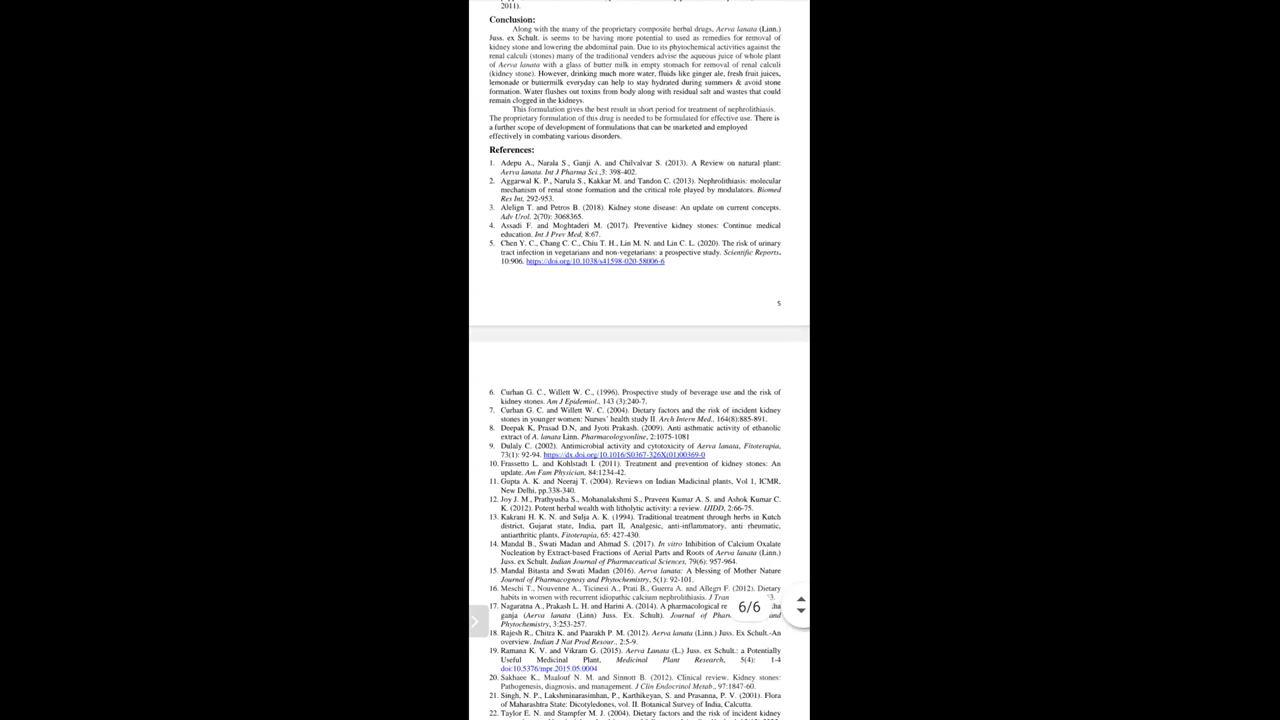 2011).
Conclusion:
Along with the many of the proprietary composite herbal drugs, Aerva lanata (Linn.)
Juss. ex Schult. is seems to be having more potential to used as remedies for removal of
kidney stone and lowering the abdominal pain. Due to its phytochemical activities against the
renal calculi (stones) many of the traditional venders advise the aqueous juice of whole plant
of Aerva lanata with a glass of butter milk in empty stomach for removal of renal calculi
(kidney stone). However, drinking much more water, fluids like ginger ale, fresh fruit juices,
lemonade or buttermilk everyday can help to stay hydrated during summers & avoid stone
formation. Water flushes out toxins from body along with residual salt and wastes that could
remain clogged in the kidneys.
This formulation gives the best result in short period for treatment of nephrolithiasis.
The proprietary formulation of this drug is needed to be formulated for effective use. There is
a further scope of development of formulations that can be marketed and employed
effectively in combating various disorders.
References:
1. Adepu A., Narala S., Ganji A. and Chilvalvar S. (2013). A Review on natural plant:
Aerva lanata. Int J Pharma Sci.,3: 398-402.
2. Aggarwal K. P., Narula S., Kakkar M. and Tandon C. (2013). Nephrolithiasis: molecular
mechanism of renal stone formation and the critical role played by modulators. Biomed
Res Int, 292-953.
3. Alelign T. and Petros B. (2018). Kidney stone disease: An update on current concepts.
Adv Urol. 2(70): 3068365.
4. Assadi F. and Moghtaderi M. (2017). Preventive kidney stones: Continue medical
education. Int J Prev Med, 8:67.
5. Chen Y. C., Chang C. C., Chiu T. H., Lin M. N. and Lin C. L. (2020). The risk of urinary
tract infection in vegetarians and non-vegetarians: a prospective study. Scientific Reports.
10:906. https://doi.org/10.1038/s41598-020-58006-6
5
6. Curhan G. C., Willett W. C., (1996). Prospective study of beverage use and the risk of
kidney stones. Am J Epidemiol., 143 (3):240-7.
7. Curhan G. C. and Willett W. C. (2004). Dietary factors and the risk of incident kidney
stones in younger women: Nurses' health study II. Arch Intern Med., 164(8):885-891.
8. Deepak K, Prasad D.N, and Jyoti Prakash. (2009). Anti asthmatic activity of ethanolic
extract of A. lanata Linn. Pharmacologyonline, 2:1075-1081
9. Dulaly C. (2002). Antimicrobial activity and cytotoxicity of Aerva lanata, Fitoterapia,
73(1): 92-94. https://dx.doi.org/10.1016/S0367-326X(01)00369-0
10. Frassetto L. and Kohlstadt I. (2011). Treatment and prevention of kidney stones: An
update. Am Fam Physician, 84:1234-42.
11. Gupta A. K. and Neeraj T. (2004). Reviews on Indian Madicinal plants, Vol 1, ICMR,
New Delhi, pp.338-340.
12. Joy J. M., Prathyusha S., Mohanalakshmi S., Praveen Kumar A. S. and Ashok Kumar C.
K. (2012). Potent herbal wealth with litholytic activity: a review. IJIDD, 2:66-75.
13. Kakrani H. K. N. and Sulja A. K. (1994). Traditional treatment through herbs in Kutch
district, Gujarat state, India, part II, Analgesic, anti-inflammatory, anti rheumatic,
antiarthritic plants, Fitoterapia, 65: 427-430.
14. Mandal B., Swati Madan and Ahmad S. (2017). In vitro Inhibition of Calcium Oxalate
Nucleation by Extract-based Fractions of Aerial Parts and Roots of Aerva lanata (Linn.)
Juss. ex Schult. Indian Journal of Pharmaceutical Sciences, 79(6): 957-964.
15. Mandal Bitasta and Swati Madan (2016). Aerva lanata: A blessing of Mother Nature
Journal of Pharmacognosy and Phytochemistry, 5(1): 92-101.
16. Meschi T., Nouvenne A., Ticinesi A., Prati B., Guerra A. and Allegri F. (2012). Dietary
habits in women with recurrent idiopathic calcium nephrolithiasis. J Tran 3.
17. Nagaratna A., Prakash L. H. and Harini A. (2014). A pharmacological re ha
ganja (Aerva lanata (Linn) Juss. Ex. Schult). Journal of Phar and
Phytochemistry, 3:253-257.
6/6
18. Rajesh R., Chitra K. and Paarakh P. M. (2012). Aerva lanata (Linn.) Juss. Ex Schult.-An
overview. Indian J Nat Prod Resour., 2:5-9.
19. Ramana K. V. and Vikram G. (2015). Aerva Lanata (L.) Juss. ex Schult.: a Potentially
Useful Medicinal Plant, Medicinal Plant Research, 5(4): 1-4
doi:10.5376/mpr.2015.05.0004
20. Sakhaee K., Maalouf N. M. and Sinnott B. (2012). Clinical review. Kidney stones:
Pathogenesis, diagnosis, and management. J Clin Endocrinol Metab., 97:1847-60.
21. Singh, N. P., Lakshminarasimhan, P., Karthikeyan, S. and Prasanna, P. V. (2001). Flora
of Maharashtra State: Dicotyledones, vol. II. Botanical Survey of India, Calcutta.
22. Taylor E. N. and Stampfer M. J. (2004). Dietary factors and the risk of incident kidney